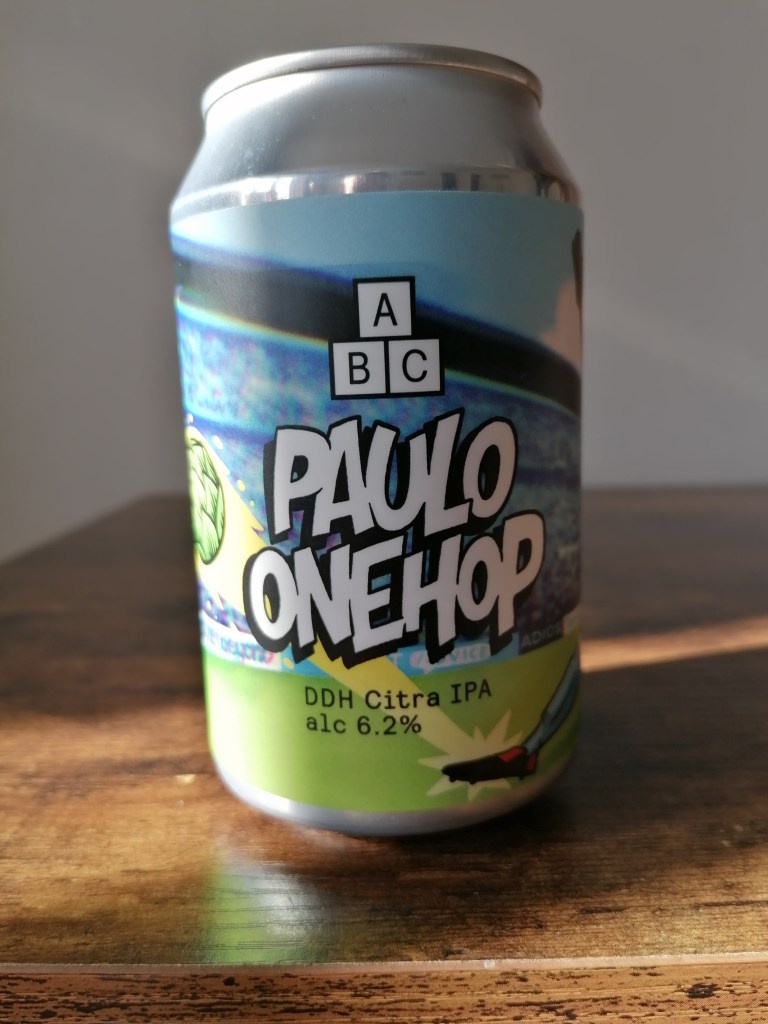 A
B C
PAULO
ONEHOP
DDH Citra IPA
alc 6.2%